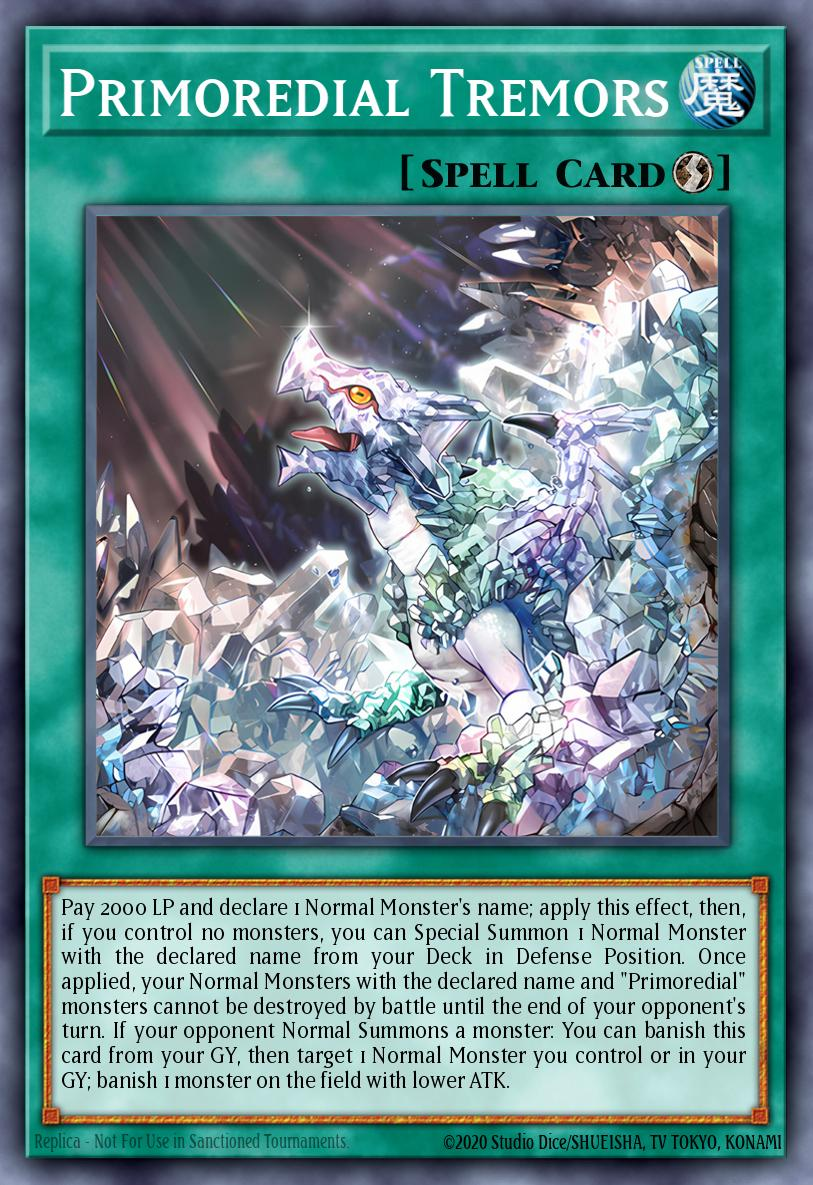 Primoredial Tremors
SPELL
魔
[Spell Card]
Pay 2000 LP and declare 1 Normal Monster's name; apply this effect, then,
if you control no monsters, you can Special Summon 1 Normal Monster
with the declared name from your Deck in Defense Position. Once
applied, your Normal Monsters with the declared name and "Primoredial"
monsters cannot be destroyed by battle until the end of your opponent's
turn. If your opponent Normal Summons a monster: You can banish this
card from your GY, then target 1 Normal Monster you control or in your
GY; banish 1 monster on the field with lower ATK.
Replica - Not For Use in Sanctioned Tournaments.
©2020 Studio Dice/SHUEISHA, TV TOKYO, KONAMI